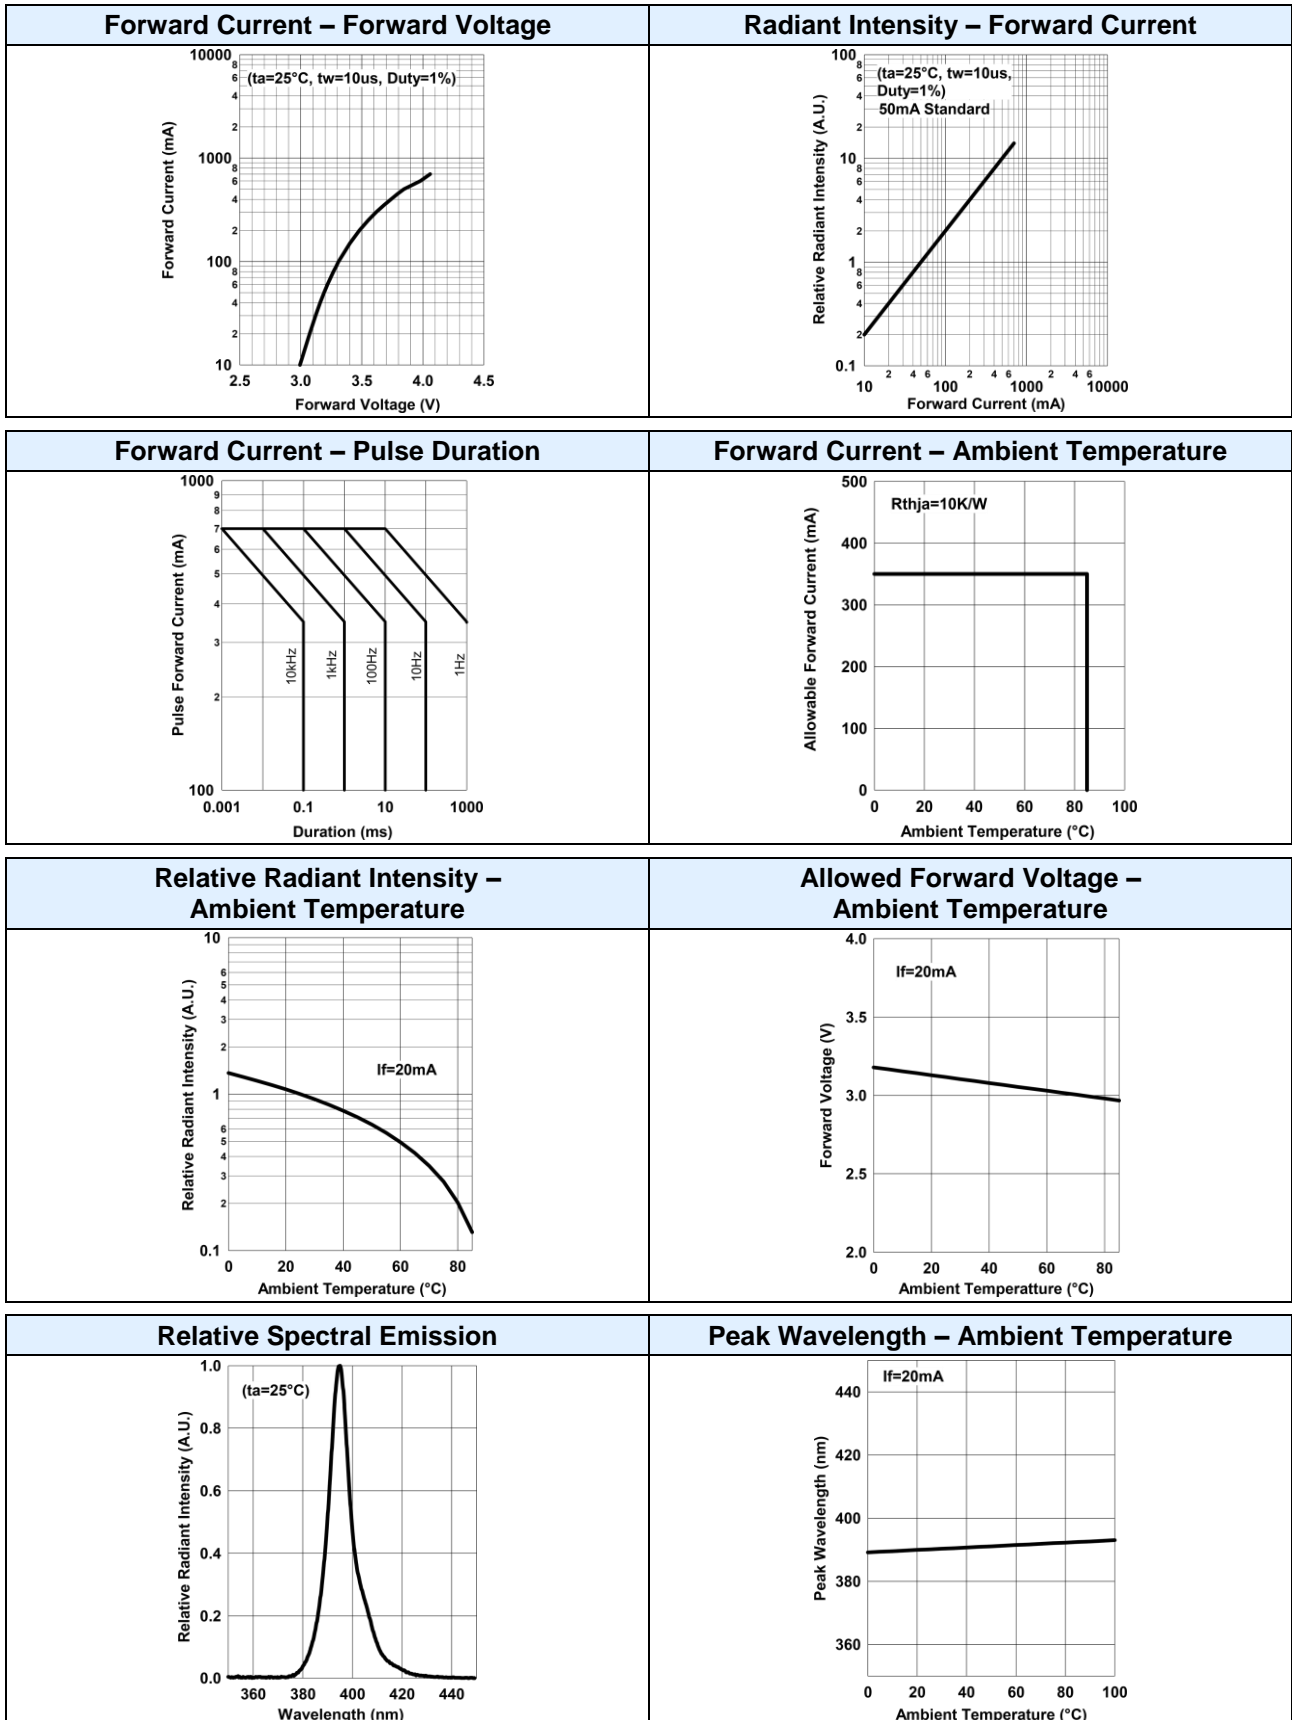 Forward Current – Forward Voltage
10000
8
6
4
2
1000
8
6
4
2
100
8
6
4
2
10
(ta=25°C, tw=10us, Duty=1%)
Forward Current (mA)
2.5 3.0 3.5 4.0 4.5
Forward Voltage (V)
Radiant Intensity – Forward Current
100
8
6
4
2
10
8
6
4
2
1
8
6
4
2
0.1
(ta=25°C, tw=10us,
Duty=1%)
50mA Standard
Relative Radiant Intensity (A.U.)
2 4 6 2 4 6 2 4 6
10 100 1000 10000
Forward Current (mA)
Forward Current – Pulse Duration
1000
9
8
7
6
5
4
3
2
100
Pulse Forward Current (mA)
10kHz
1kHz
100Hz
10Hz
1Hz
0.001 0.1 10 1000
Duration (ms)
Forward Current – Ambient Temperature
500
400
300
200
100
0
Rthja=10K/W
Allowable Forward Current (mA)
0 20 40 60 80 100
Ambient Temperature (°C)
Relative Radiant Intensity –
Ambient Temperature
10
6
5
4
3
2
1
6
5
4
3
2
0.1
If=20mA
Relative Radiant Intensity (A.U.)
0 20 40 60 80
Ambient Temperature (°C)
Allowed Forward Voltage –
Ambient Temperature
4.0
3.5
3.0
2.5
2.0
If=20mA
Forward Voltage (V)
0 20 40 60 80
Ambient Temperatture (°C)
Relative Spectral Emission
1.0
0.8
0.6
0.4
0.2
0.0
(ta=25°C)
Relative Radiant Intensity (A.U.)
360 380 400 420 440
Wavelength (nm)
Peak Wavelength – Ambient Temperature
440
420
400
380
360
If=20mA
Peak Wavelength (nm)
0 20 40 60 80 100
Ambient Temperature (°C)